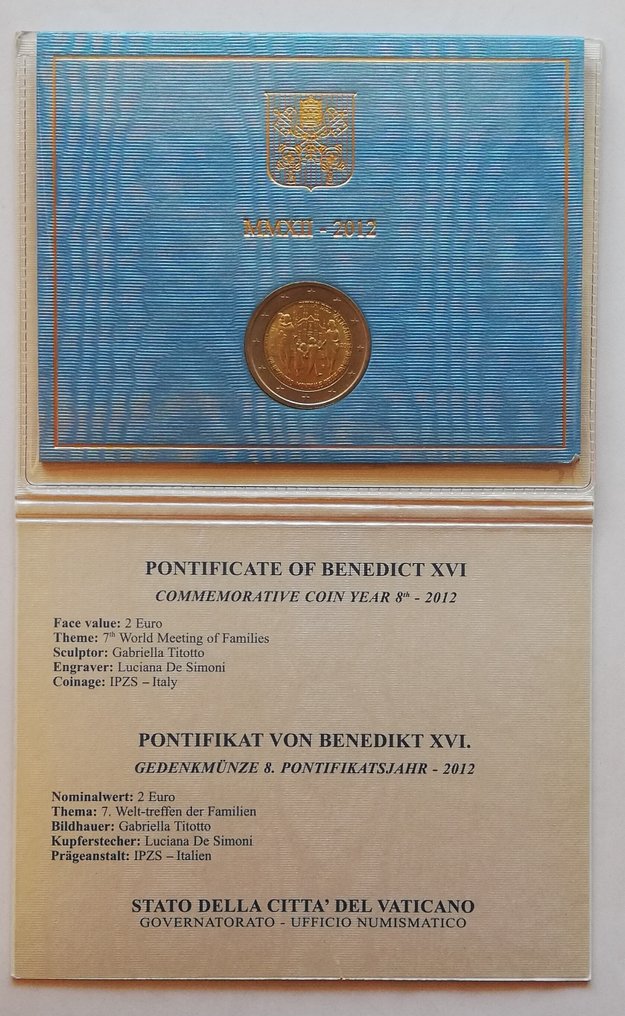 MMXII - 2012
PONTIFICATE OF BENEDICT XVI
COMMEMORATIVE COIN YEAR 8th - 2012
Face value: 2 Euro
Theme: 7th World Meeting of Families
Sculptor: Gabriella Titotto
Engraver: Luciana De Simoni
Coinage: IPZS – Italy
PONTIFIKAT VON BENEDIKT XVI.
GEDENKMÜNZE 8. PONTIFIKATSJAHR - 2012
Nominalwert: 2 Euro
Thema: 7. Welt-treffen der Familien
Bildhauer: Gabriella Titotto
Kupferstecher: Luciana De Simoni
Prägeanstalt: IPZS – Italien
STATO DELLA CITTA' DEL VATICANO
GOVERNATORATO - UFFICIO NUMISMATICO